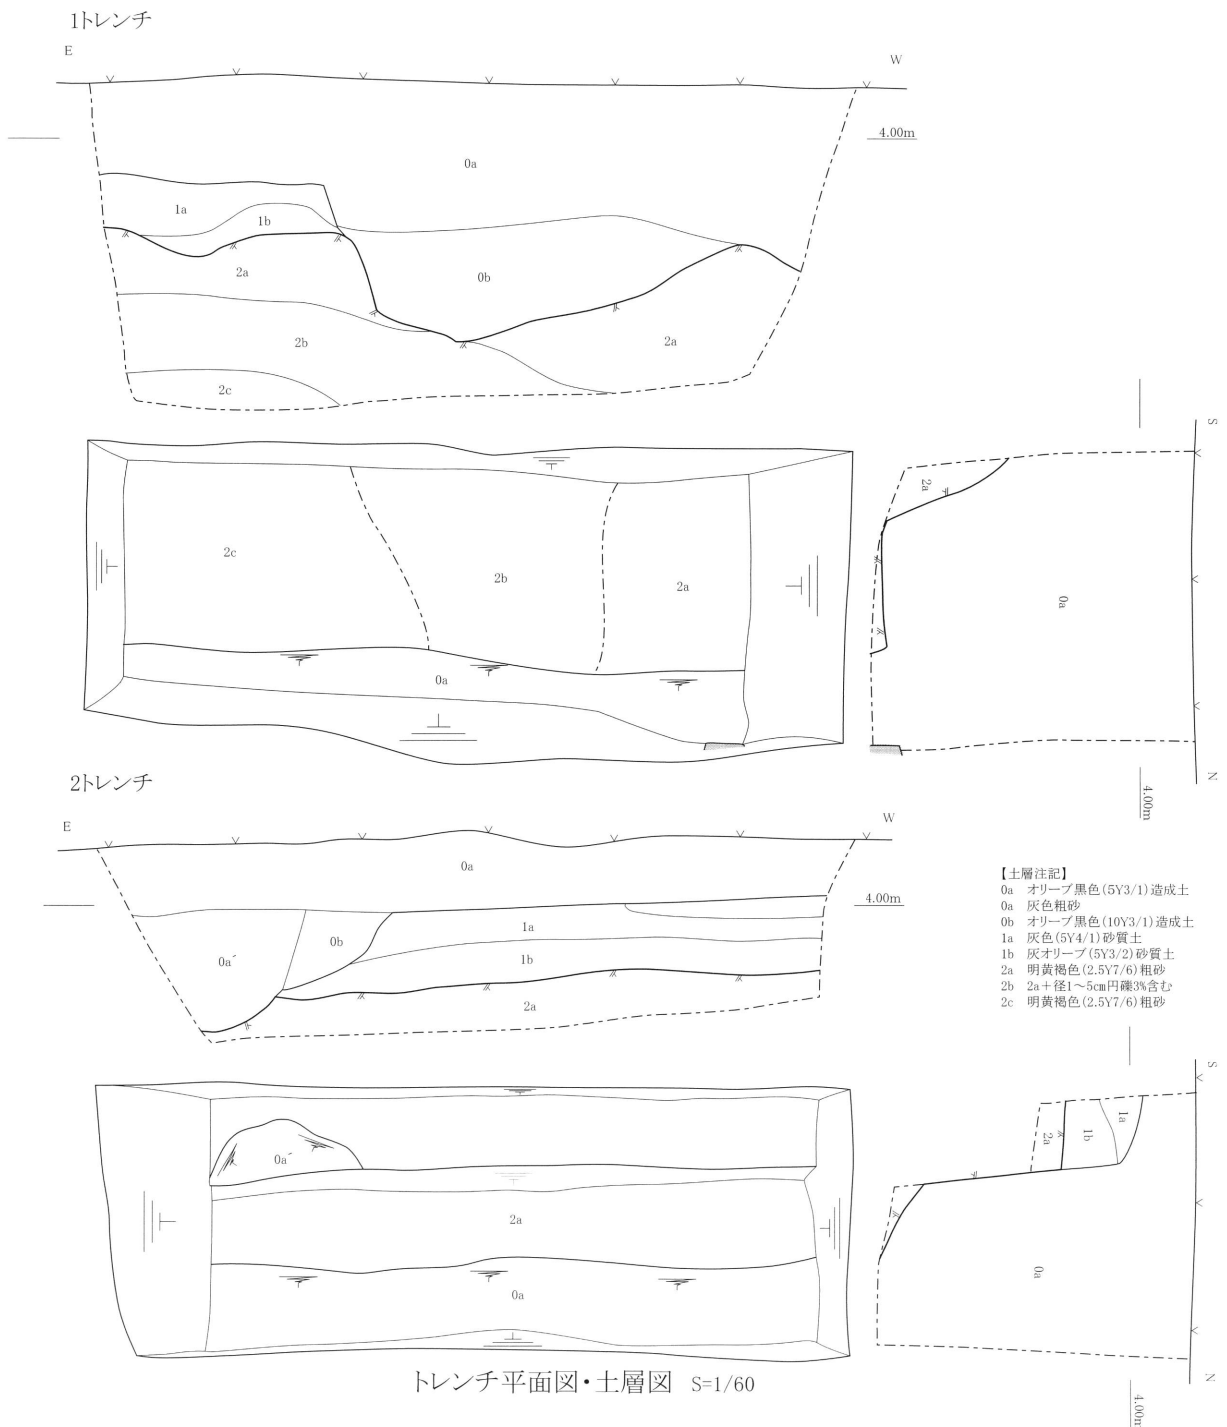 1トレンチ
E
W
4.00m
0a
1a
1b
2a
0b
2b
2a
2c
2c
2b
2a
0a
S
2a
0a
N
4.00m
2トレンチ
E
W
0a
4.00m
0a´
0b
1a
1b
2a
【土層注記】
0a オリーブ黒色(5Y3/1)造成土
0a 灰色粗砂
0b オリーブ黒色(10Y3/1)造成土
1a 灰色(5Y4/1)砂質土
1b 灰オリーブ(5Y3/2)砂質土
2a 明黄褐色(2.5Y7/6)粗砂
2b 2a+径1~5㎝円礫3%含む
2c 明黄褐色(2.5Y7/6)粗砂
0a´
2a
0a
S
1a
1b
2a
0a
N
4.00m
トレンチ平面図・土層図 S=1/60